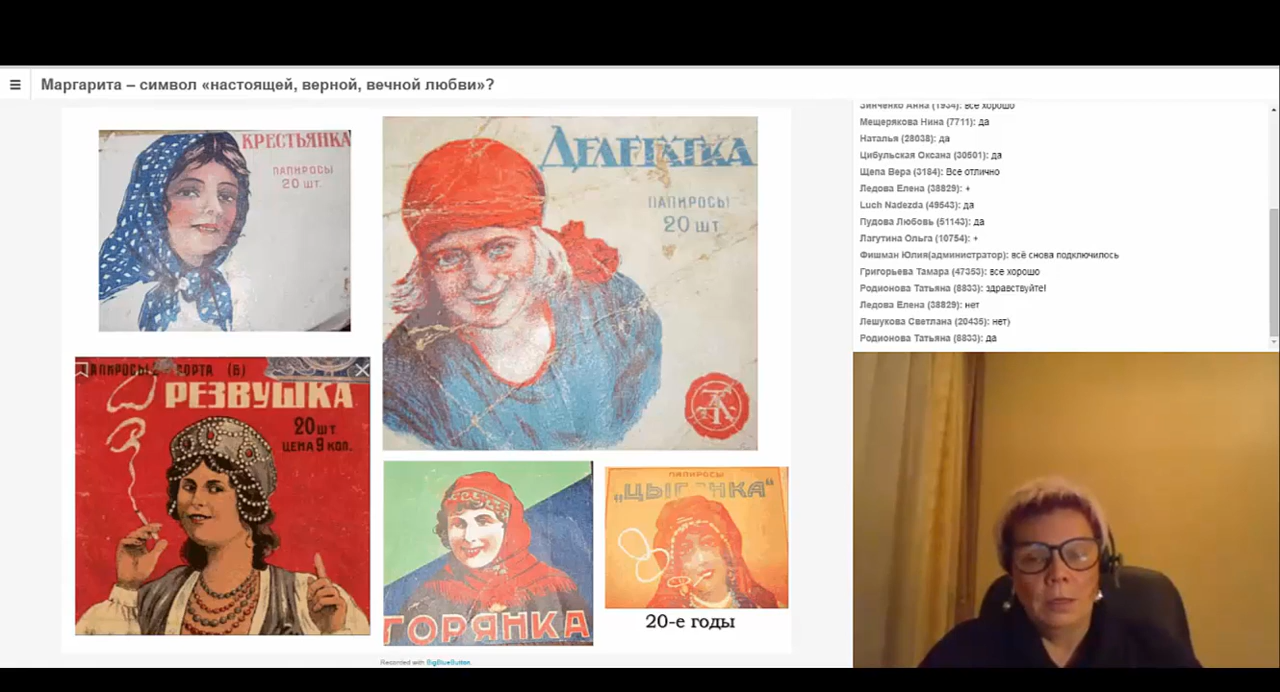 Маргарита – символ «настоящей, верной, вечной любви»?
КРЕСТЬЯНКА
ПАПИРОСЫ
20 ШТ.
ДЕЛЕГАТКА
ПАПИРОСЫ
20 ШТ
РЕЗВУШКА
20 ШТ
ЦЕНА 9 КОП.
ГОРЯНКА
ПАПИРОСЫ
20-е годы
Recorded with BigBlueButton.
Зинченко Анна (1934): все хорошо
Мещерякова Нина (7711): да
Наталья (28038): да
Цибульская Оксана (30501): да
Щепа Вера (3184): Все отлично
Ледова Елена (38829): +
Luch Nadezda (49543): да
Пудова Любовь (51143): да
Лагутина Ольга (10754): +
Фишман Юлия(администратор): всё снова подключилось
Григорьева Тамара (47353): все хорошо
Родионова Татьяна (8833): здравствуйте!
Ледова Елена (38829): нет
Лешукова Светлана (20435): нет)
Родионова Татьяна (8833): да